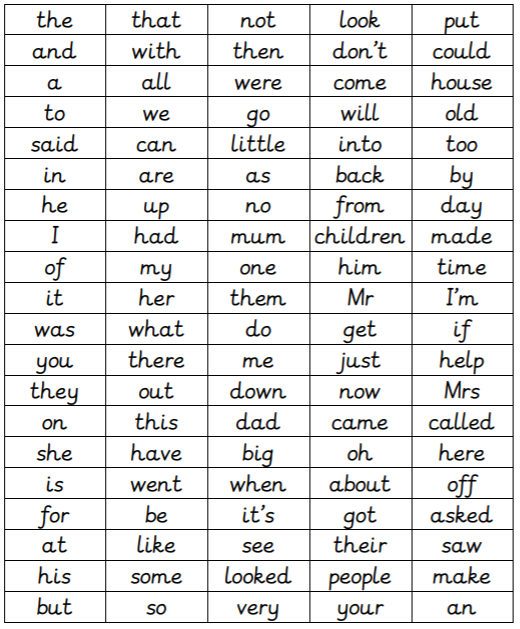 the that not look put
and with then don't could
a all were come house
to we go will old
said can little into too
in are as back by
he up no from day
I had mum children made
of my one him time
it her them Mr I'm
was what do get if
you there me just help
they out down now Mrs
on this dad came called
she have big oh here
is went when about off
for be it's got asked
at like see their saw
his some looked people make
but so very your an